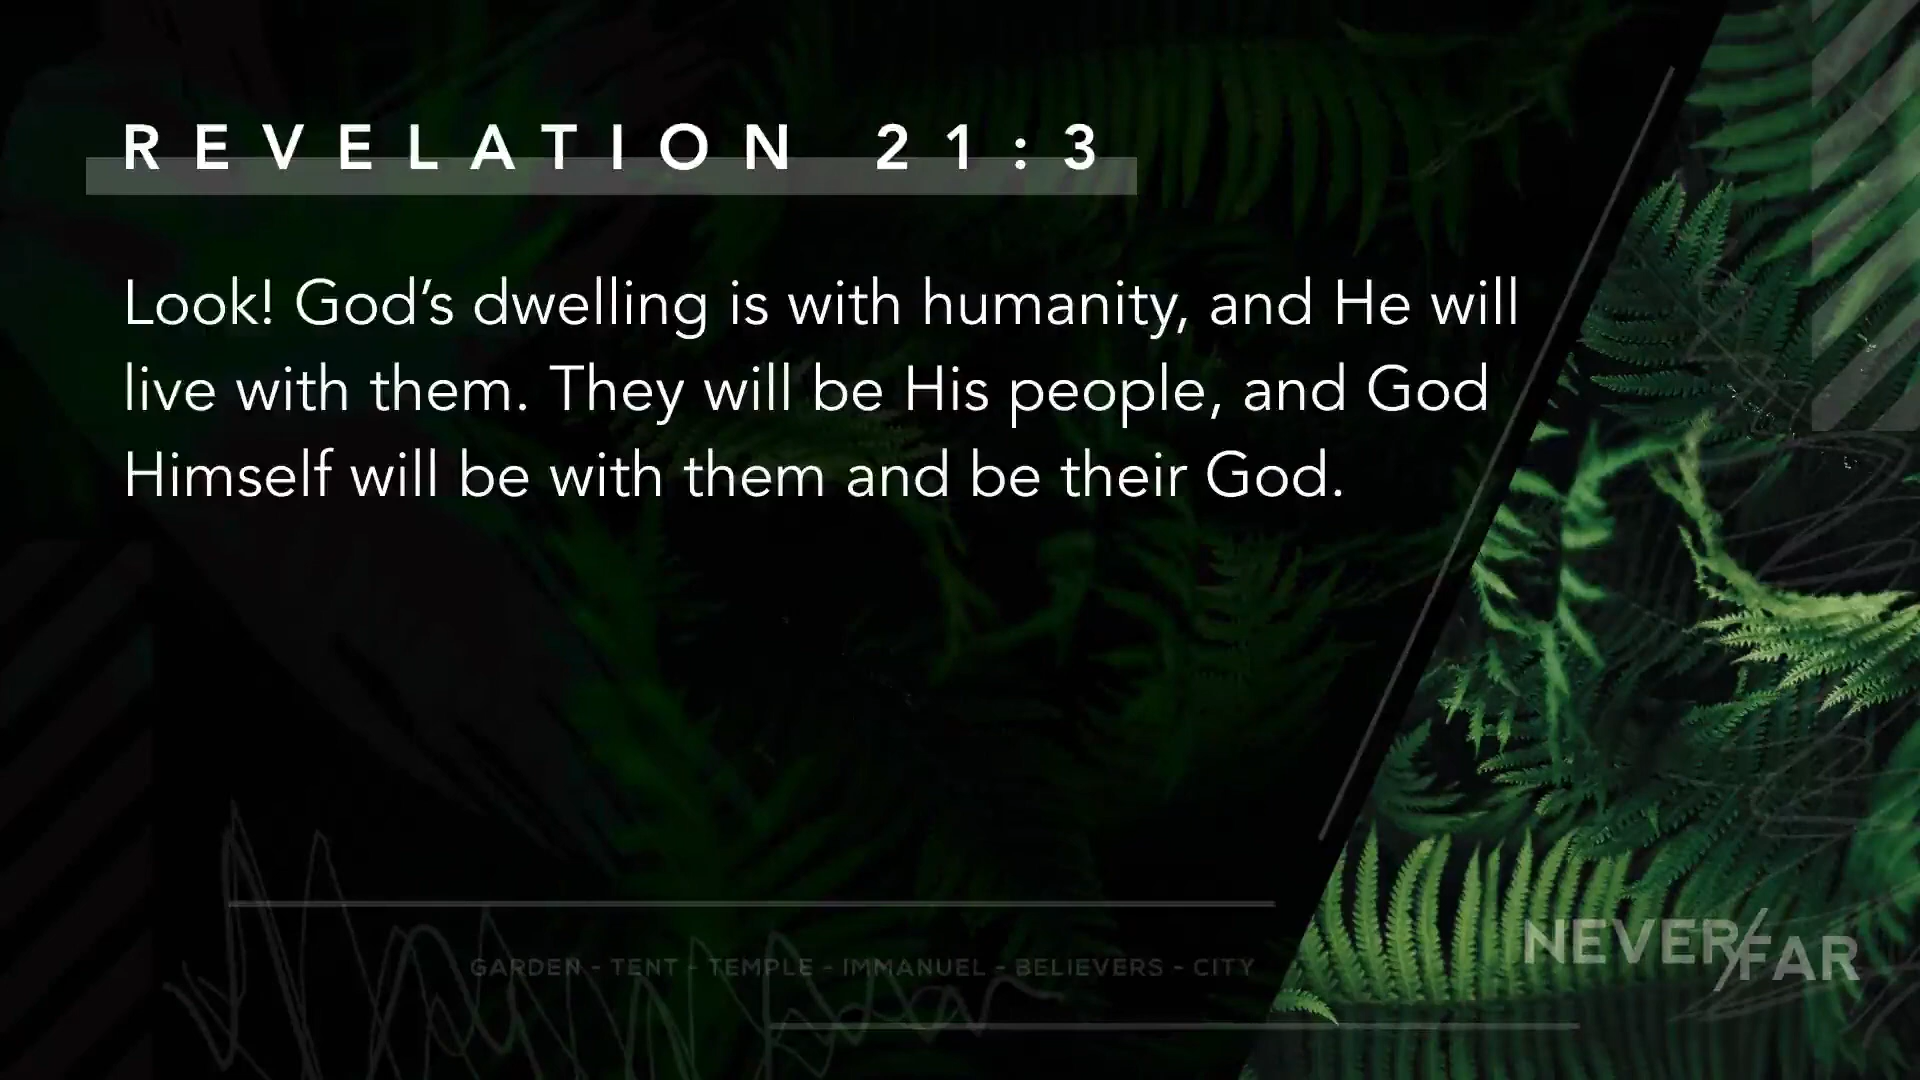 REVELATION 21:3
Look! God’s dwelling is with humanity, and He will
live with them. They will be His people, and God
Himself will be with them and be their God.
GARDEN - TENT - TEMPLE - IMMANUEL - BELIEVERS - CITY
NEVER/FAR